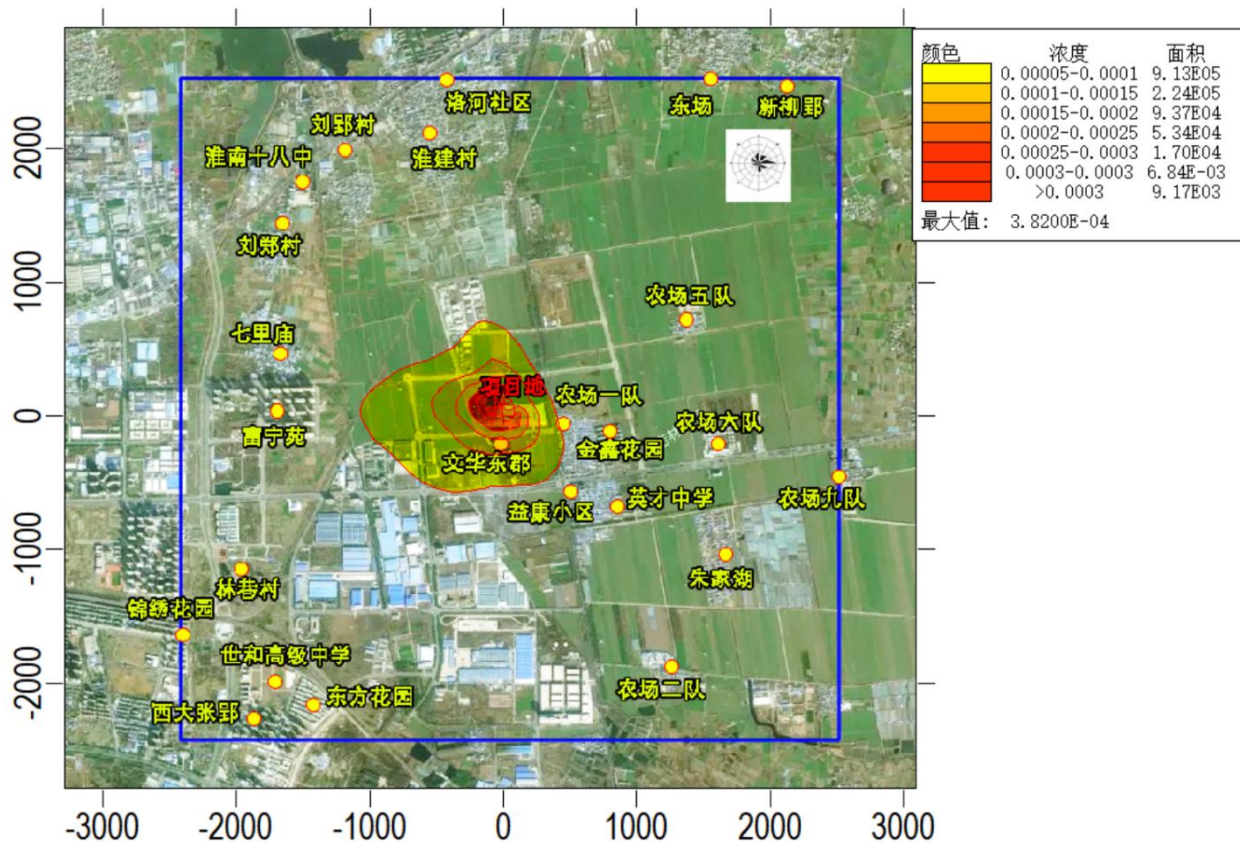 -3000 -2000 -1000 0 1000 2000 3000
2000
1000
0
-1000
-2000
颜色 浓度 面积
0.00005-0.0001 9.13E05
0.0001-0.00015 2.24E05
0.00015-0.0002 9.37E04
0.0002-0.00025 5.34E04
0.00025-0.0003 1.70E04
0.0003-0.0003 6.84E-03
>0.0003 9.17E03
最大值: 3.8200E-04
洛河社区
东场
新柳郢
刘郢村
淮建村
淮南十八中
刘郑村
农场五队
七里庙
项目地
农场一队
富宁苑
金鑫花园
农场六队
文华东郡
益康小区
英才中学
农场九队
朱家湖
林巷村
锦绣花园
世和高级中学
东方花园
农场二队
西大张郢